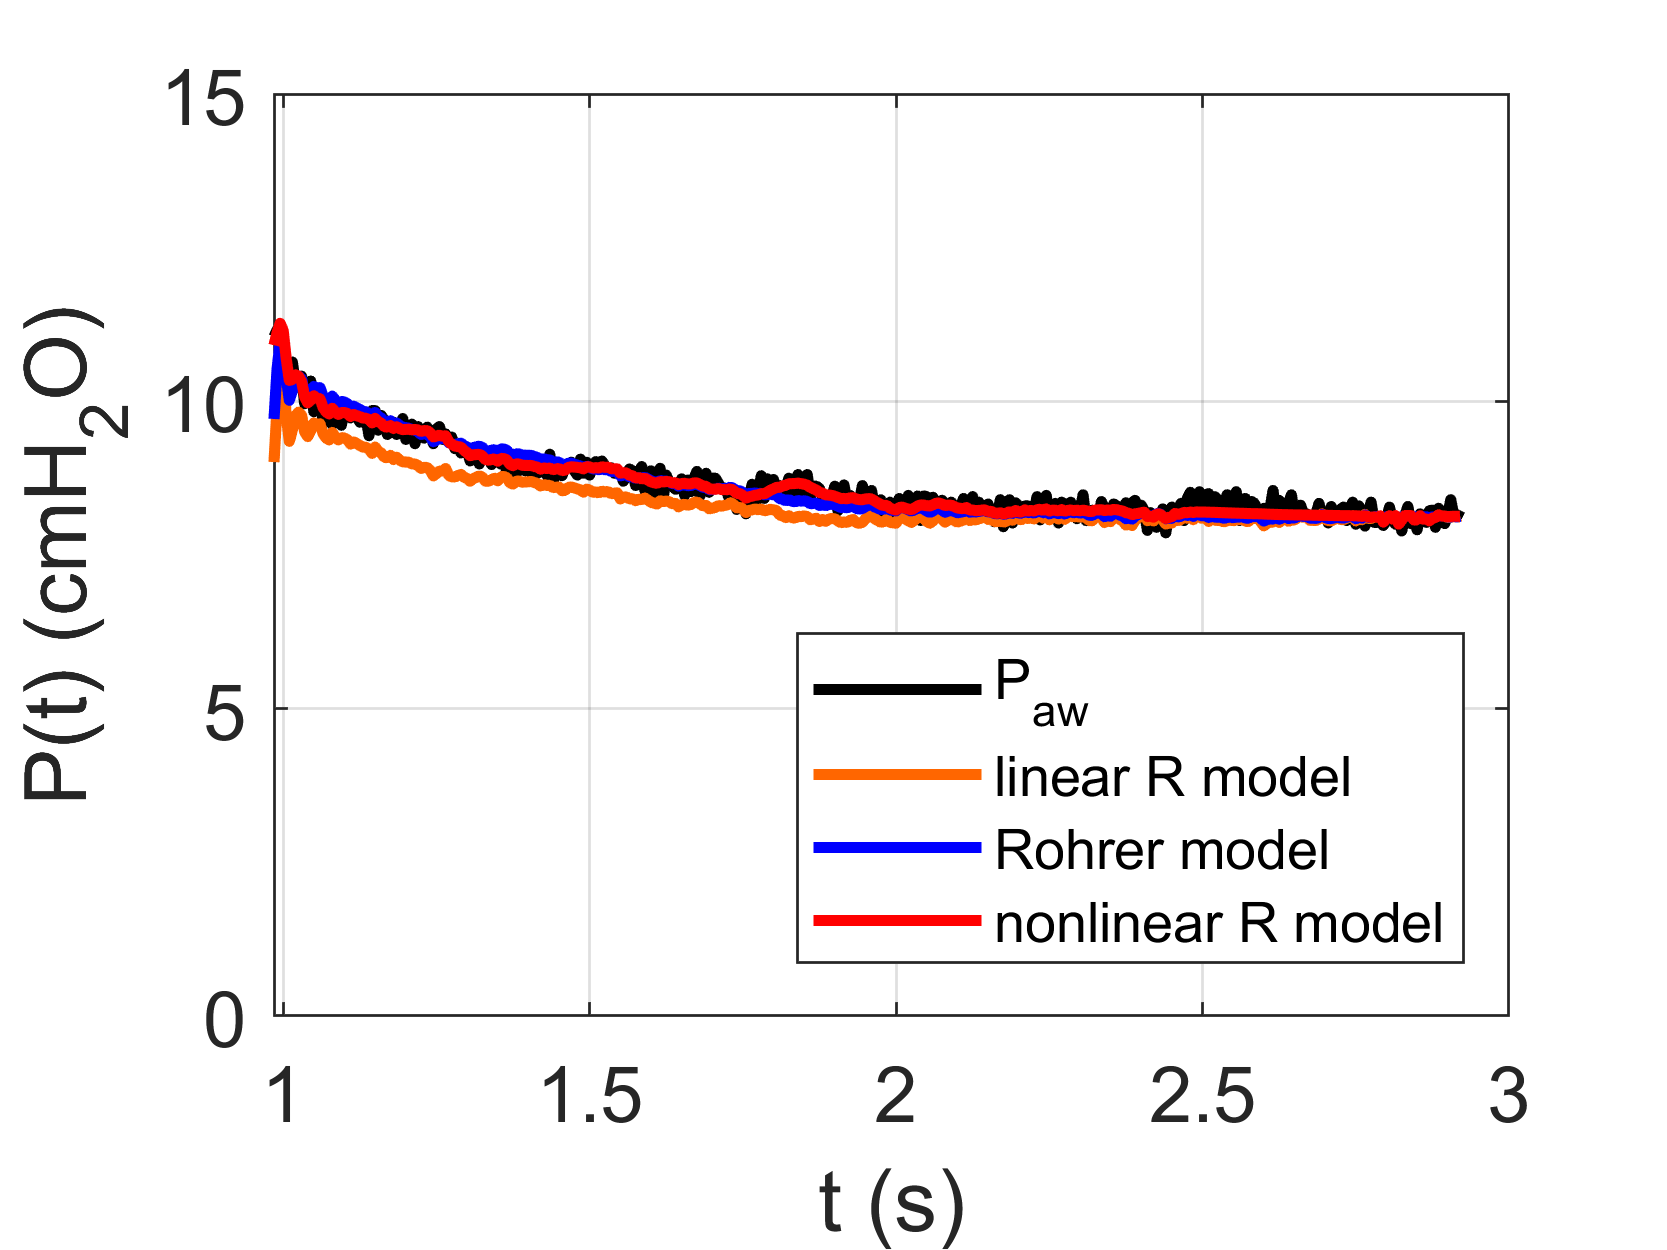 15
10
5
0
P(t) (cmH2O)
Paw
linear R model
Rohrer model
nonlinear R model
1 1.5 2 2.5 3
t (s)